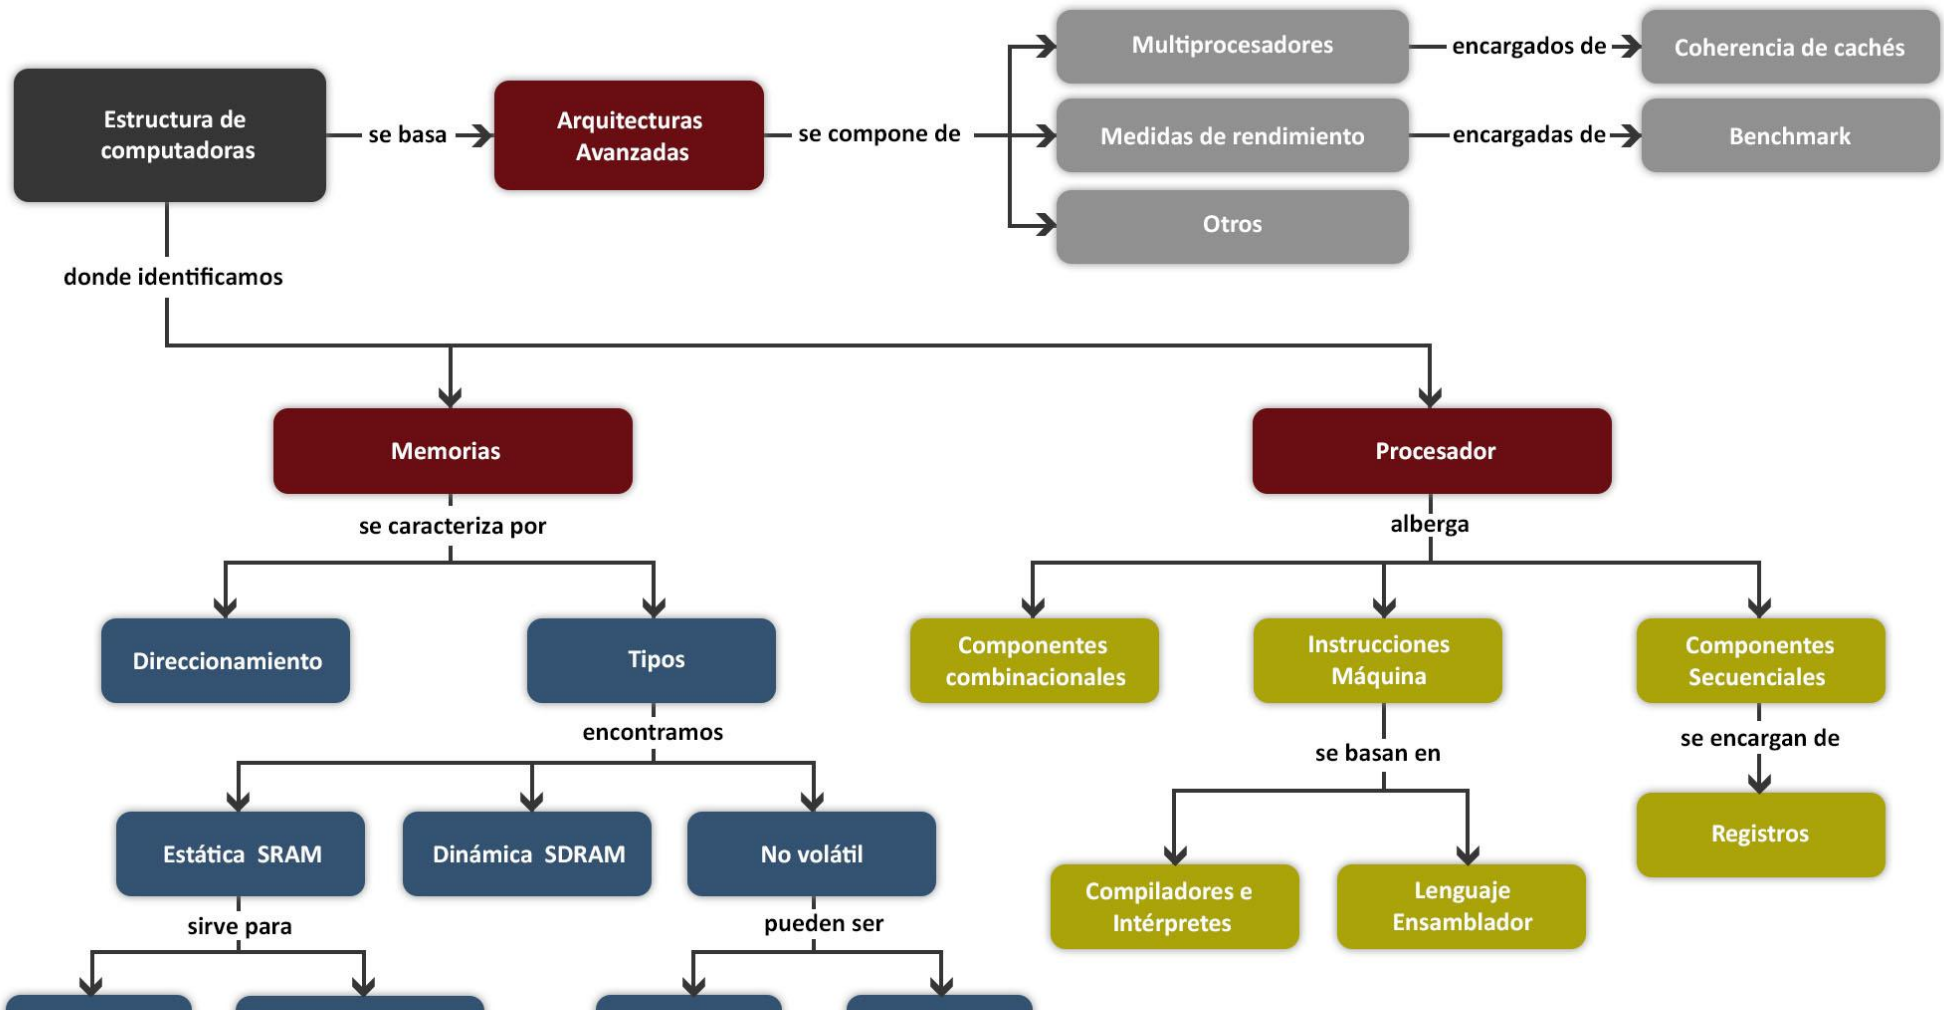 Estructura de
computadoras
se basa
Arquitecturas
Avanzadas
se compone de
Multiprocesadores
encargados de
Coherencia de cachés
Medidas de rendimiento
encargadas de
Benchmark
Otros
donde identificamos
Memorias
Procesador
se caracteriza por
alberga
Direccionamiento
Tipos
Componentes
combinacionales
Instrucciones
Máquina
Componentes
Secuenciales
encontramos
se basan en
se encargan de
Estática  SRAM
Dinámica  SDRAM
No volátil
Registros
Compiladores e
Intérpretes
Lenguaje
Ensamblador
sirve para
pueden ser